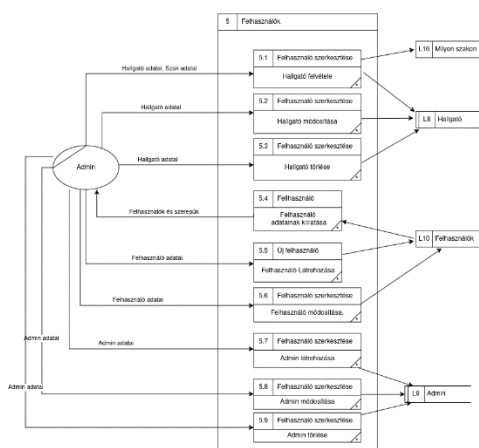 5 Felhasználók
5.1 Felhasználó szerkesztése
Hallgató felvétele
L16 Milyen szakon
Hallgató adatai, Szak adatai
5.2 Felhasználó szerkesztése
Hallgató módosítása
Hallgató adatai
L8 Hallgató
5.3 Felhasználó szerkesztése
Hallgató törlése
Hallgató adatai
Admin
5.4 Felhasználó
Felhasználó
adatainak kiíratása
Felhasználók és szerepük
L10 Felhasználók
5.5 Új felhasználó
Felhasználó Létrehozása
Felhasználó adatai
5.6 Felhasználó szerkesztése
Felhasználó módosítása,
Felhasználó adatai
5.7 Felhasználó szerkesztése
Admin létrehozása
Admin adatai
Admin adatai
5.8 Felhasználó szerkesztése
Admin módosítása
Admin adatai
L9 Admin
5.9 Felhasználó szerkesztése
Admin törlése